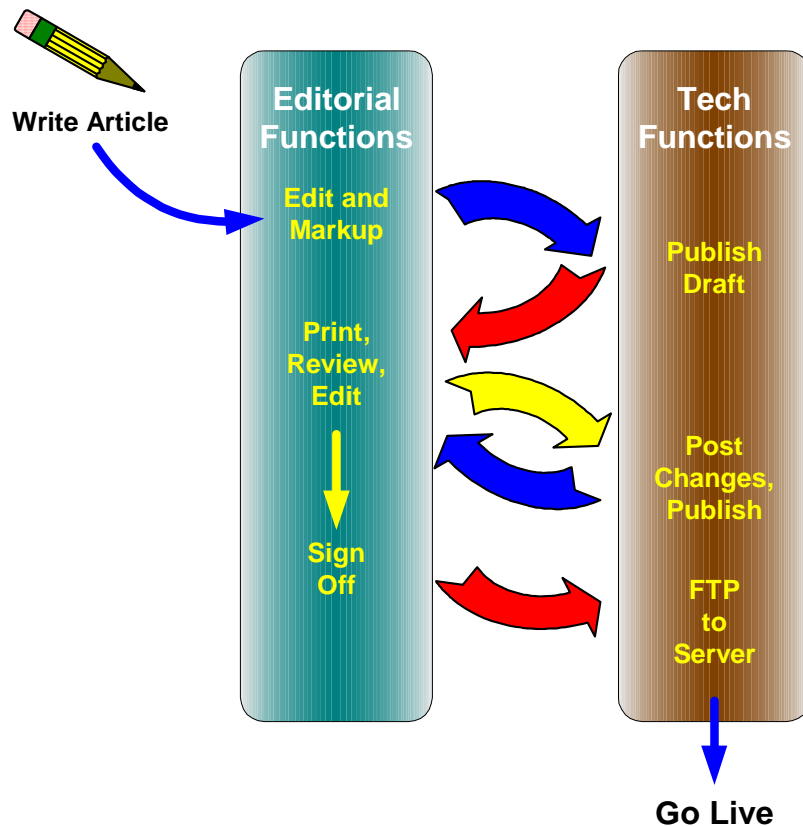 Write Article
Editorial
Functions
Edit and
Markup
Print,
Review,
Edit
Sign
Off
Tech
Functions
Publish
Draft
Post
Changes,
Publish
FTP
to
Server
Go Live